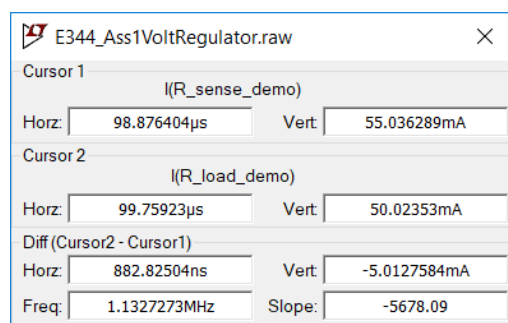 E344_Ass1VoltRegulator.raw
Cursor 1
I(R_sense_demo)
Horz: 98.876404µs Vert: 55.036289mA
Cursor 2
I(R_load_demo)
Horz: 99.75923µs Vert: 50.02353mA
Diff (Cursor2 - Cursor1)
Horz: 882.82504ns Vert: -5.0127584mA
Freq: 1.1327273MHz Slope: -5678.09